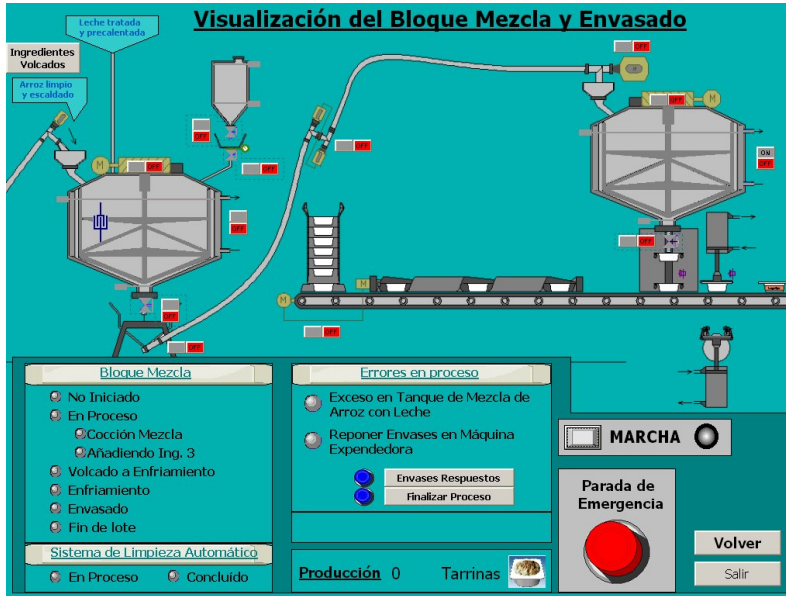 Visualización del Bloque Mezcla y Envasado
Leche tratada
y precalentada
Ingredientes
Volcados
Arroz limpio
y escaldado
OFF
OFF
M
OFF
OFF
OFF
OFF
OFF
OFF
OFF
M
OFF
M
ON
OFF
OFF
M
M
OFF
OFF
M
Bloque Mezcla
No Iniciado
En Proceso
Cocción Mezcla
Añadiendo Ing. 3
Volcado a Enfriamiento
Enfriamiento
Envasado
Fin de lote
Sistema de Limpieza Automático
En Proceso
Concluído
Errores en proceso
Exceso en Tanque de Mezcla de
Arroz con Leche
Reponer Envases en Máquina
Expendedora
Envases Respuestos
Finalizar Proceso
Producción 0 Tarrinas
MARCHA
Parada de
Emergencia
Volver
Salir